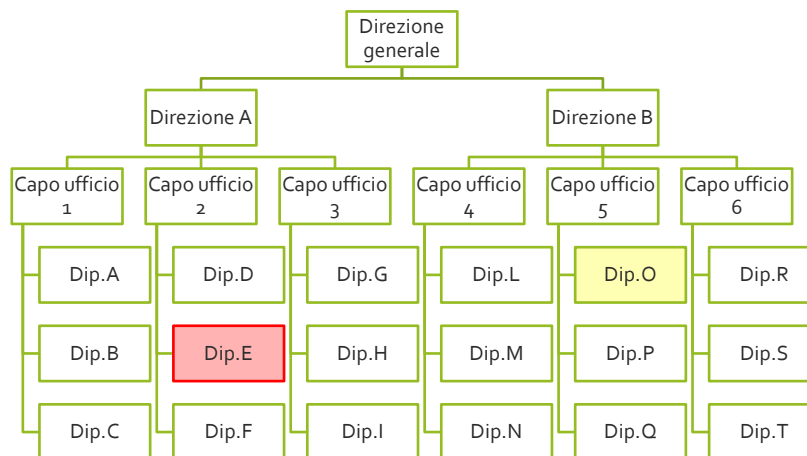 Direzione
generale
Direzione A
Direzione B
Capo ufficio
1
Capo ufficio
2
Capo ufficio
3
Capo ufficio
4
Capo ufficio
5
Capo ufficio
6
Dip.A
Dip.D
Dip.G
Dip.L
Dip.O
Dip.R
Dip.B
Dip.E
Dip.H
Dip.M
Dip.P
Dip.S
Dip.C
Dip.F
Dip.I
Dip.N
Dip.Q
Dip.T